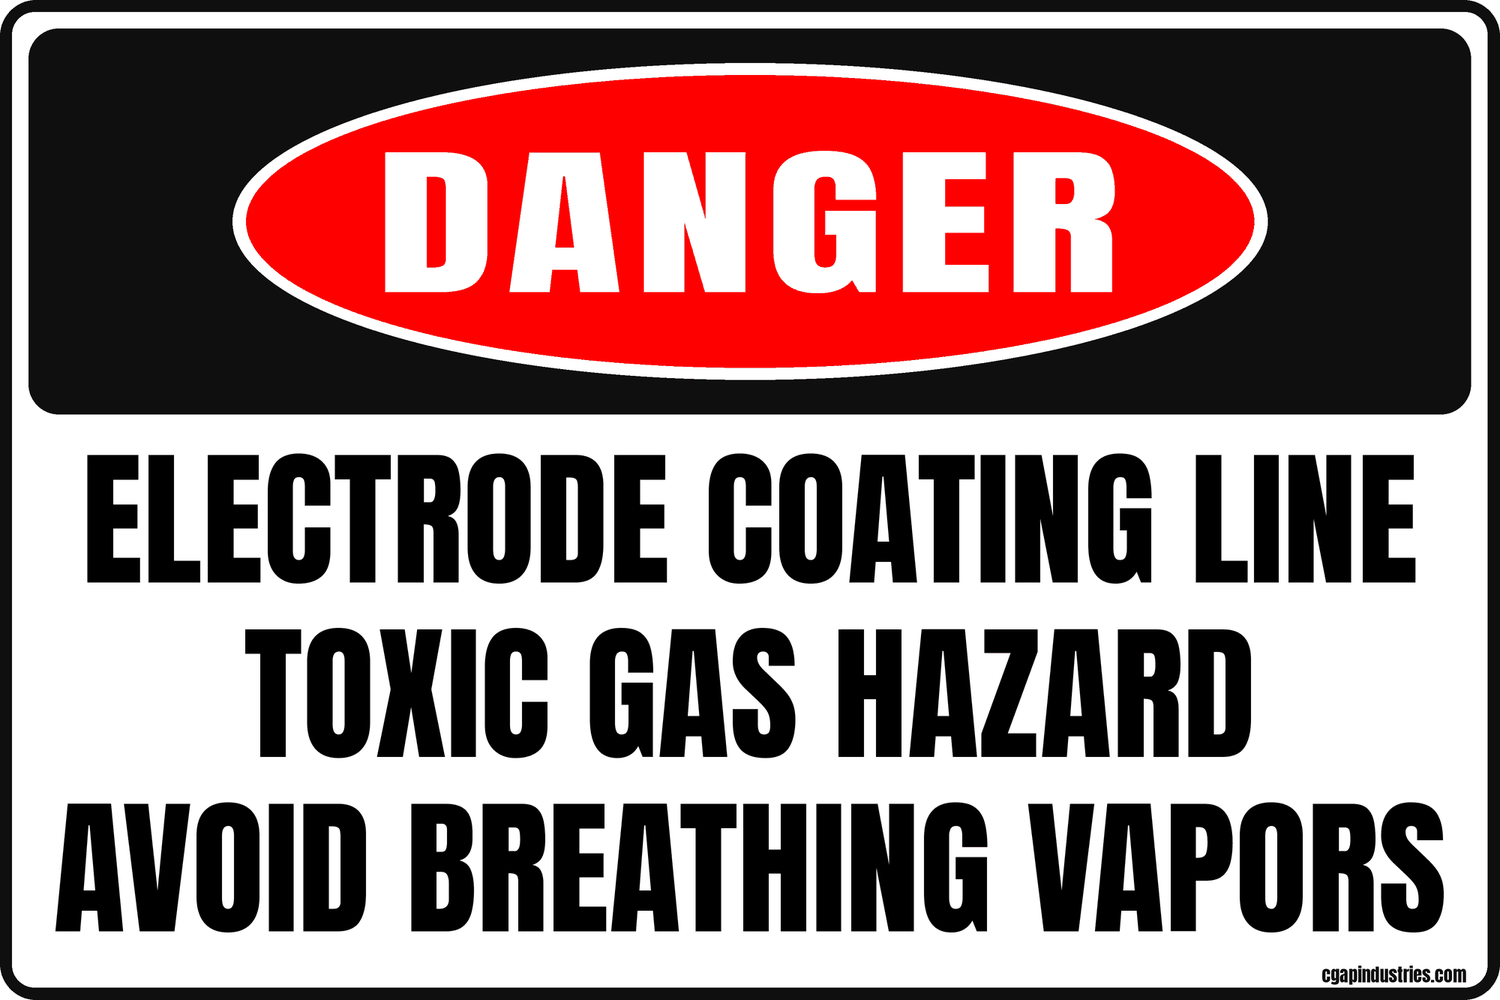 DANGER
ELECTRODE COATING LINE
TOXIC GAS HAZARD
AVOID BREATHING VAPORS
cgapindustries.com